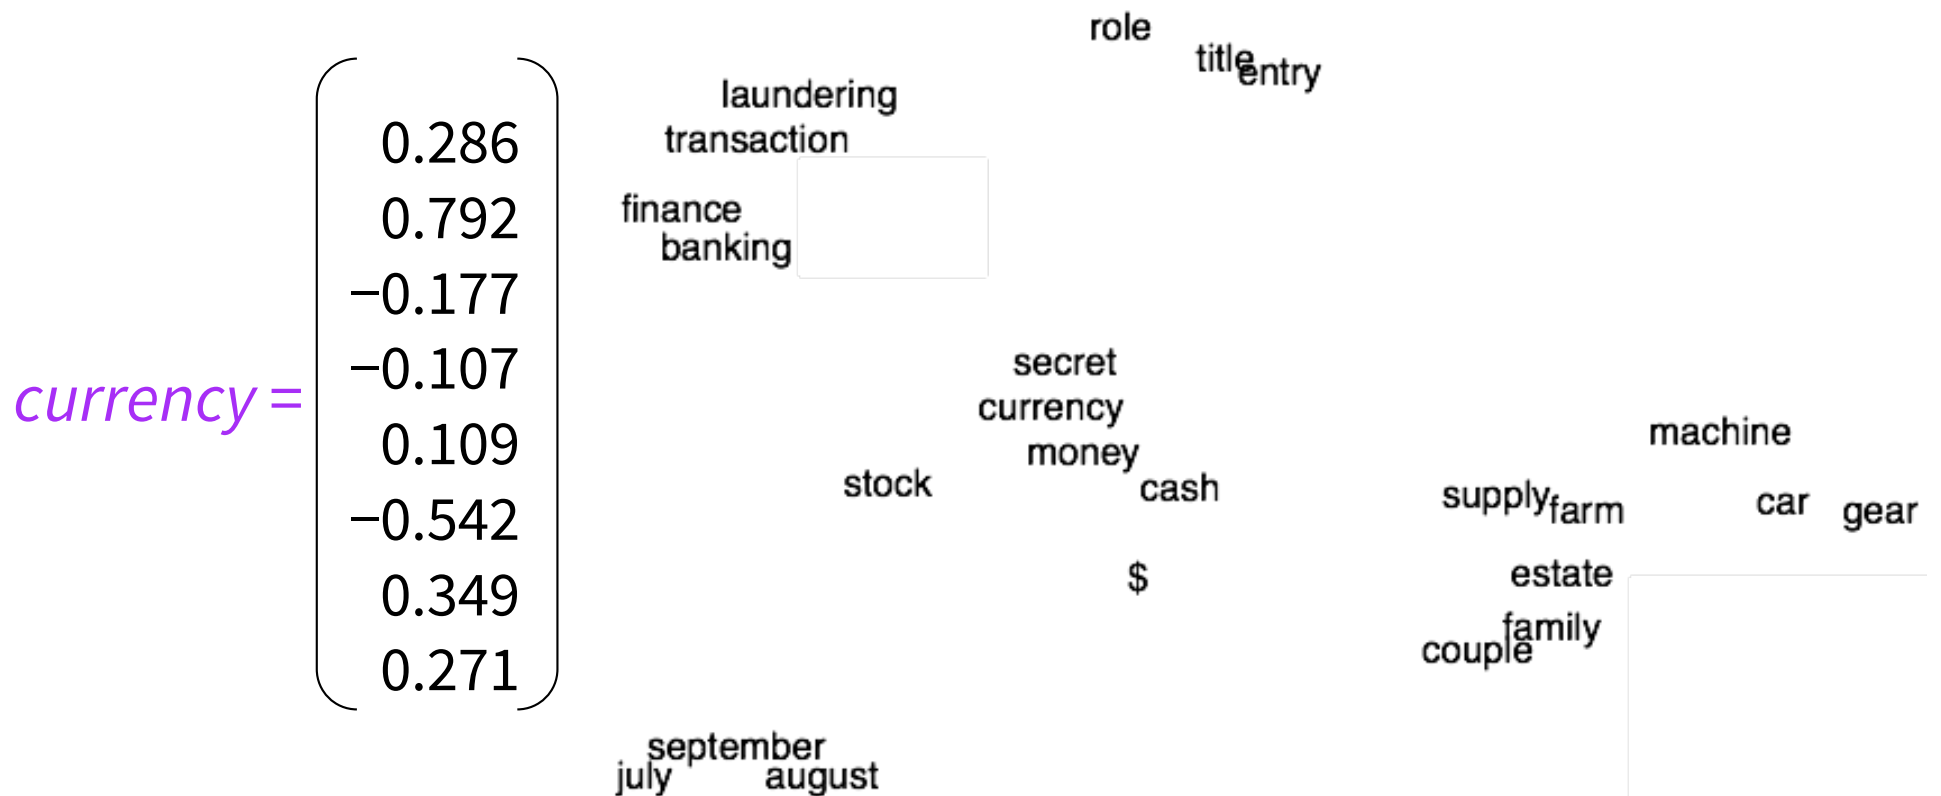 currency =
0.286
0.792
−0.177
−0.107
0.109
−0.542
0.349
0.271
role
title
entry
laundering
transaction
finance
banking
secret
currency
money
stock
cash
$
machine
supply
farm
car
gear
estate
family
couple
september
july
august